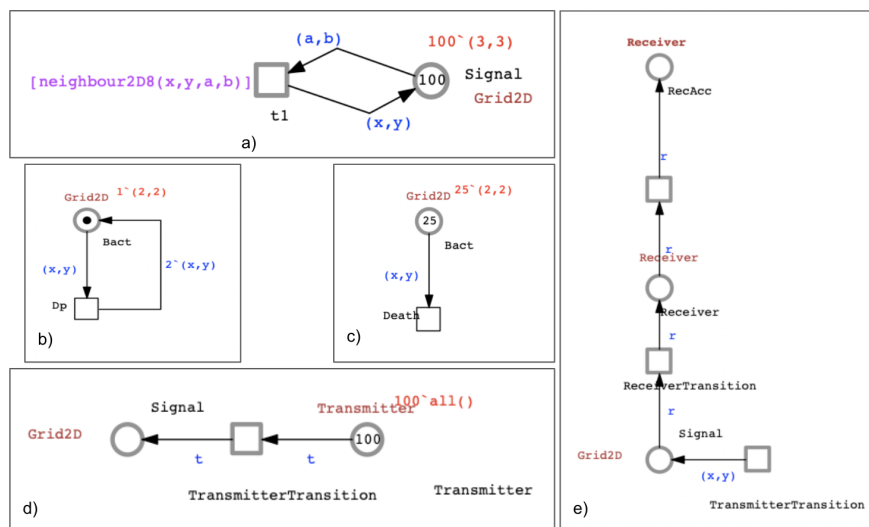 (a,b)
100`(3,3)
[neighbour2D8(x,y,a,b)]
100
Signal
Grid2D
t1
(x,y)
a)
Grid2D
1`(2,2)
Bact
(x,y)
2`(x,y)
Dp
b)
Grid2D
25`(2,2)
25
Bact
(x,y)
Death
c)
Signal
Transmitter
100`all()
Grid2D
100
t
t
TransmitterTransition
Transmitter
d)
Receiver
RecAcc
r
r
Receiver
Receiver
r
ReceiverTransition
r
Signal
Grid2D
(x,y)
TransmitterTransition
e)